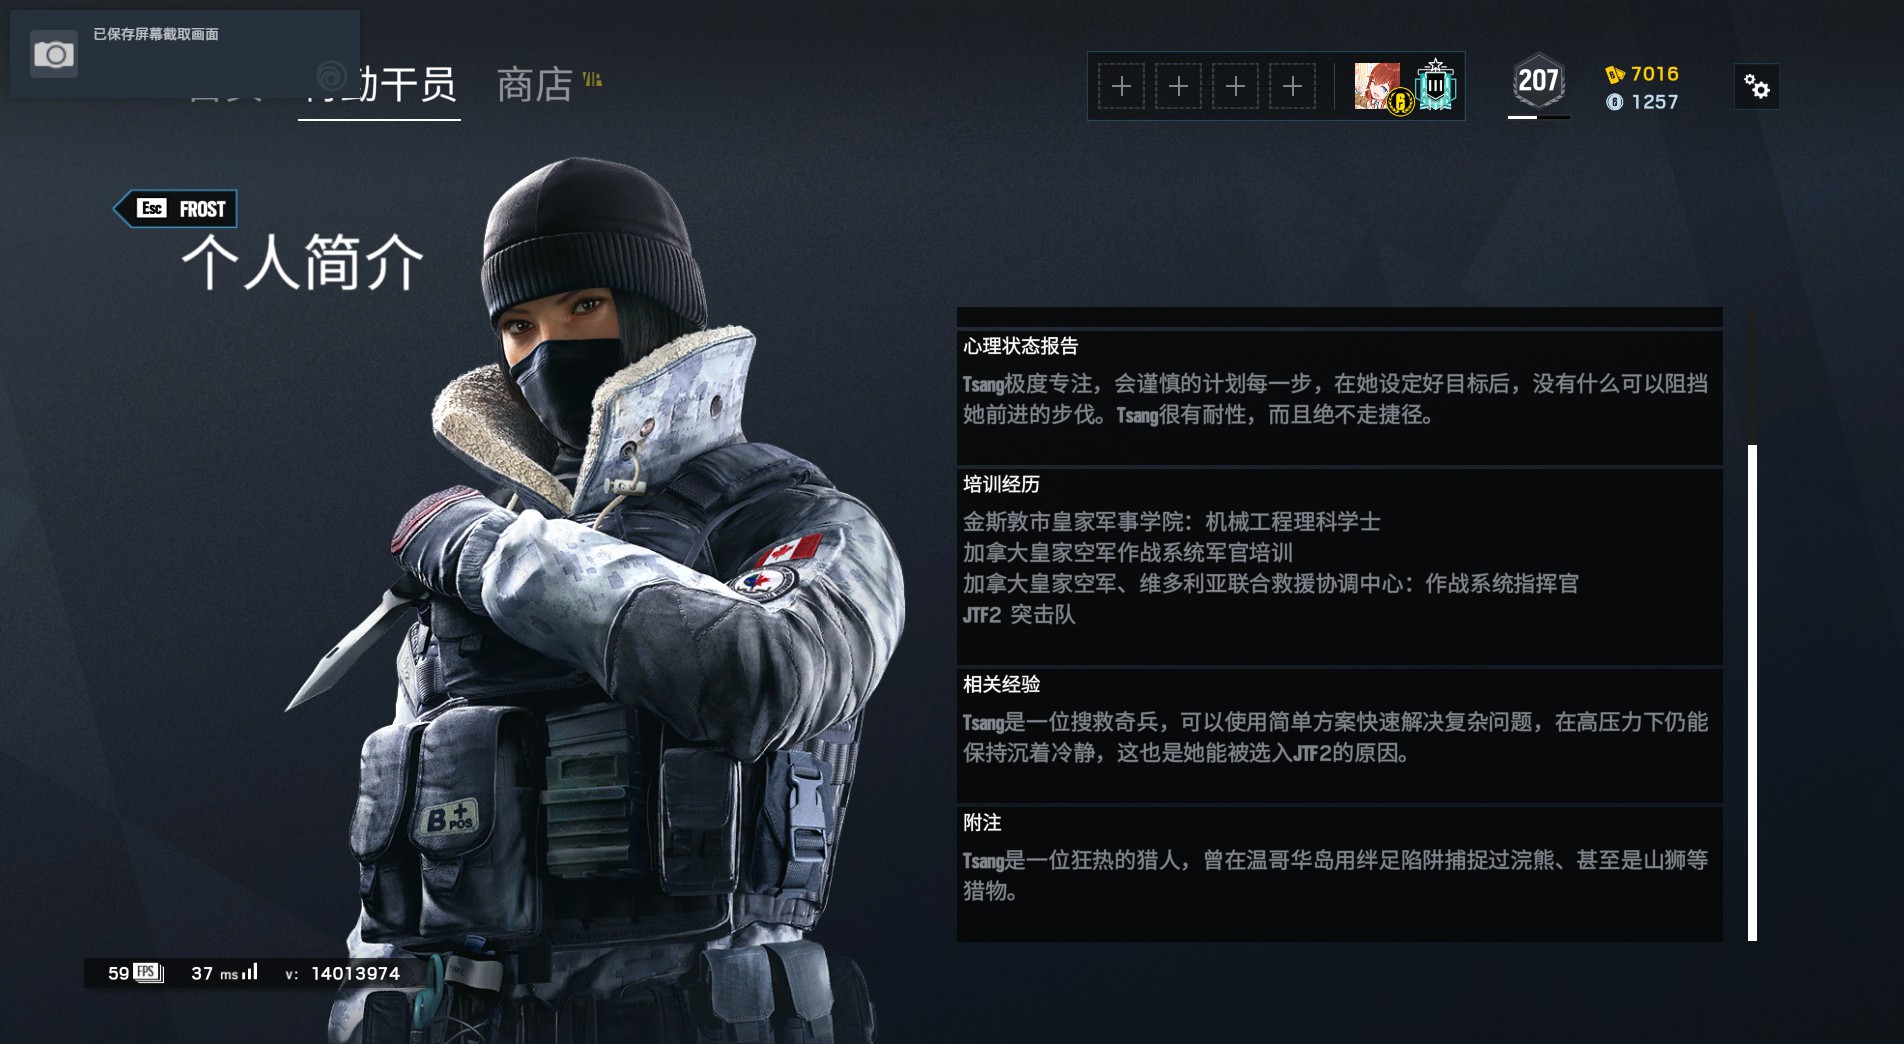 已保存屏幕截取画面
行动干员
商店
207
7016
1257
Esc FROST
个人简介
心理状态报告
Tsang极度专注，会谨慎的计划每一步，在她设定好目标后，没有什么可以阻挡
她前进的步伐。Tsang很有耐性，而且绝不走捷径。
培训经历
金斯敦市皇家军事学院：机械工程理科学士
加拿大皇家空军作战系统军官培训
加拿大皇家空军、维多利亚联合救援协调中心：作战系统指挥官
JTF2 突击队
相关经验
Tsang是一位搜救奇兵，可以使用简单方案快速解决复杂问题，在高压力下仍能
保持沉着冷静，这也是她能被选入JTF2的原因。
附注
Tsang是一位狂热的猎人，曾在温哥华岛用绊足陷阱捕捉过浣熊、甚至是山狮等
猎物。
B+
POS
59 FPS 37 ms v: 14013974